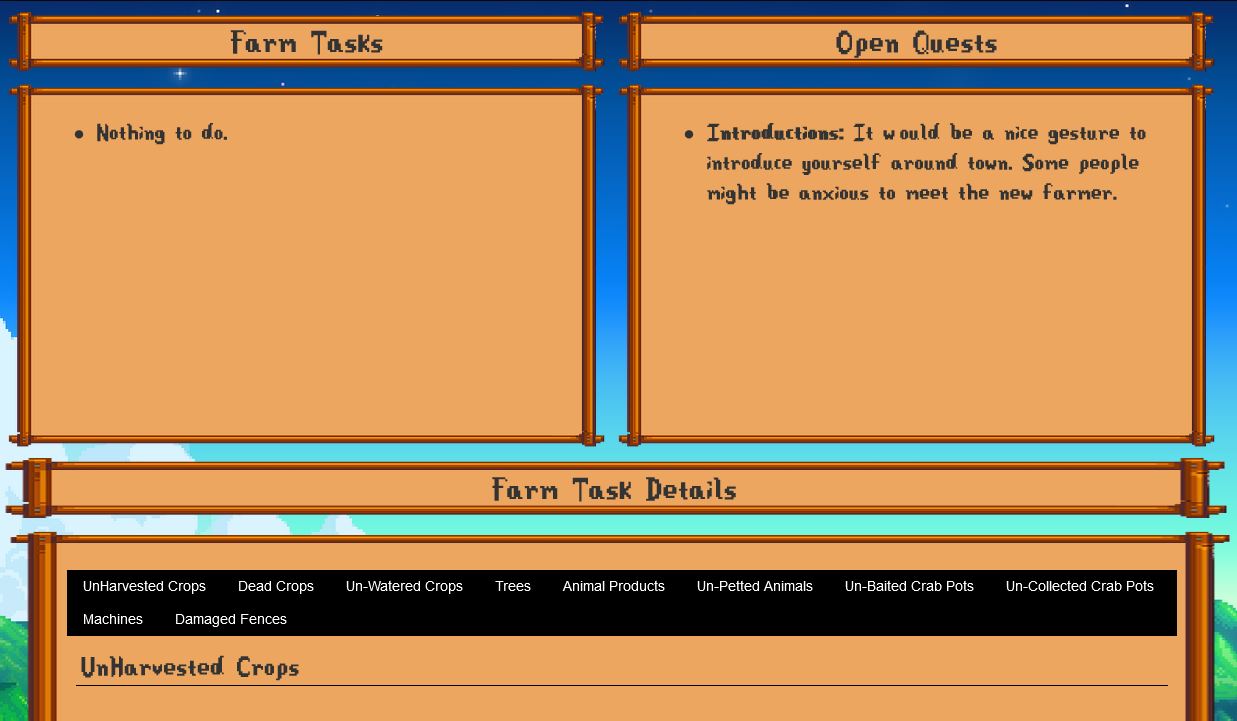 Farm Tasks
Open Quests
• Nothing to do.
• Introductions: It would be a nice gesture to
introduce yourself around town. Some people
might be anxious to meet the new farmer.
Farm Task Details
UnHarvested Crops Dead Crops Un-Watered Crops Trees Animal Products Un-Petted Animals Un-Baited Crab Pots Un-Collected Crab Pots
Machines Damaged Fences
UnHarvested Crops